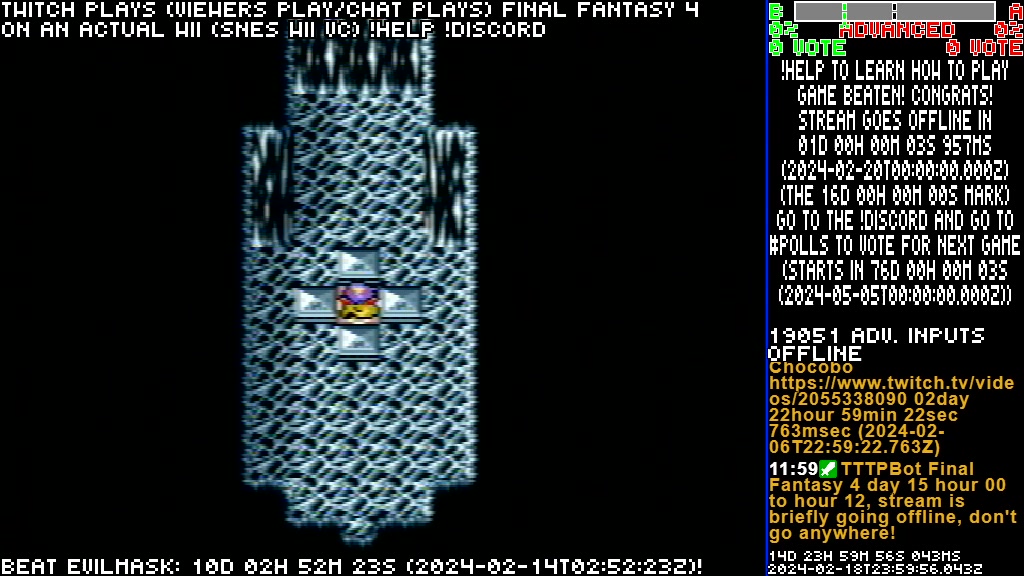 TWITCH PLAYS (VIEWERS PLAY/CHAT PLAYS) FINAL FANTASY 4
ON AN ACTUAL WII (SNES WII VC) !HELP !DISCORD
B A
0% ADVANCED 0%
0 VOTE 0 VOTE
!HELP TO LEARN HOW TO PLAY
GAME BEATEN! CONGRATS!
STREAM GOES OFFLINE IN
01D 00H 00M 03S 957MS
(2024-02-20T00:00:00.000Z)
(THE 16D 00H 00M 00S MARK)
GO TO THE !DISCORD AND GO TO
#POLLS TO VOTE FOR NEXT GAME
(STARTS IN 76D 00H 00M 03S
(2024-05-05T00:00:00.000Z))
19051 ADV. INPUTS
OFFLINE
Chocobo
https://www.twitch.tv/vide
os/2055338090 02day
22hour 59min 22sec
763msec (2024-02-
06T22:59:22.763Z)
11:59 TTTPBot Final
Fantasy 4 day 15 hour 00
to hour 12, stream is
briefly going offline, don't
go anywhere!
14D 23H 59M 56S 043MS
2024-02-18T23:59:56.043Z
BEAT EVILMASK: 10D 02H 52M 23S (2024-02-14T02:52:23Z)!